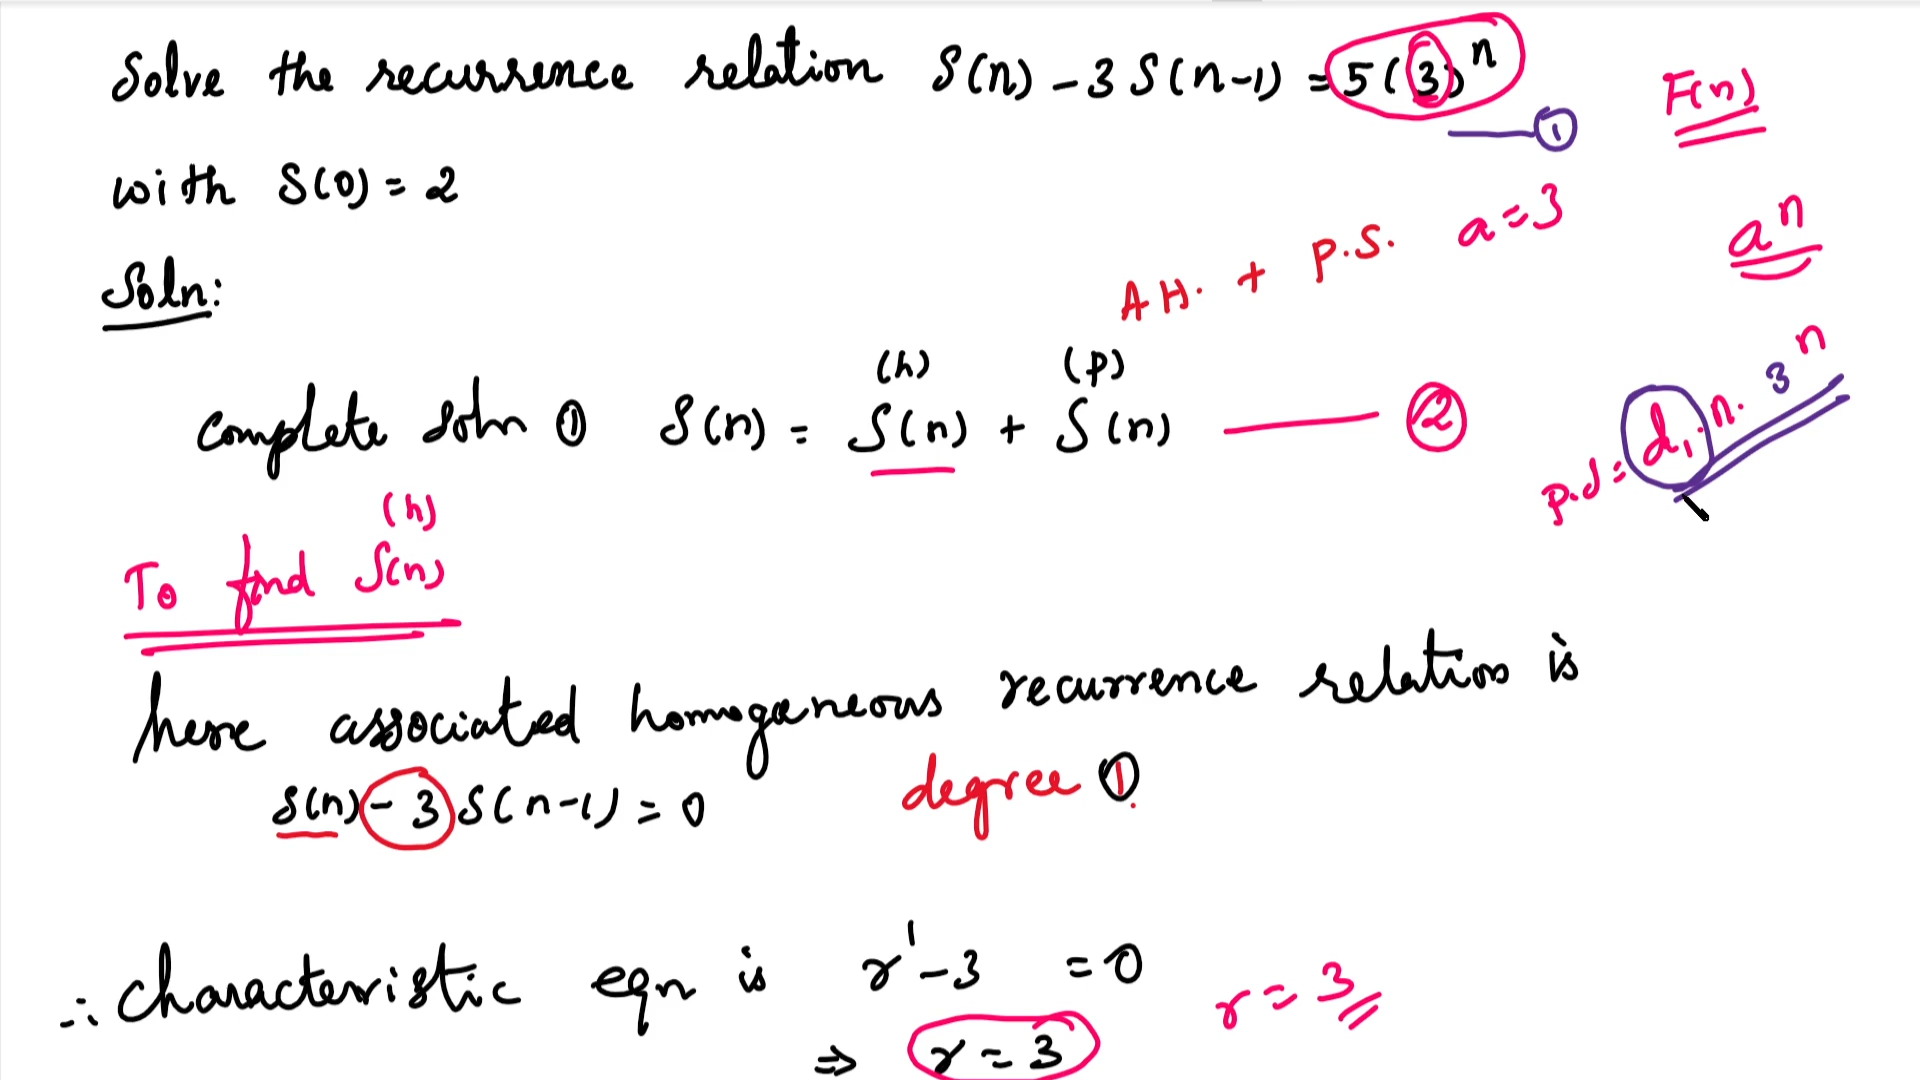 Solve the recurrence relation S(n) - 3 S(n-1) = 5(3)^n
F(n)
①
with S(0) = 2
a = 3
a^n
A H. + P.S.
Soln:
(h) (p)
complete soln ① S(n) = S(n) + S(n) —— ②
P.S = d₁. n. 3^n
(h)
To find S(n)
here associated homogeneous recurrence relation is
S(n) - 3 S(n-1) = 0 degree ①.
∴ characteristic eqn is r^1 - 3 = 0
r = 3
⇒ r = 3